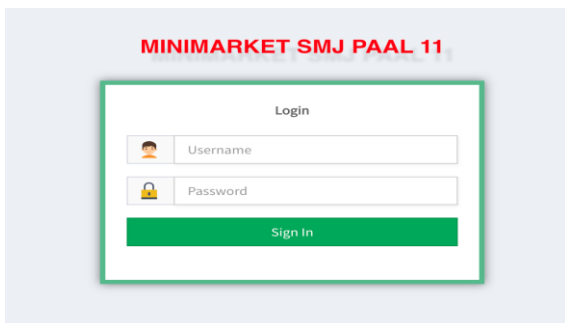 MINIMARKET SMJ PAAL 11
Login
Username
Password
Sign In